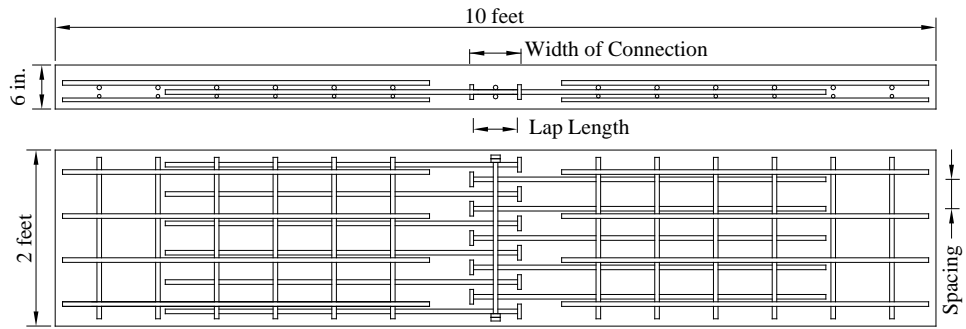 10 feet
Width of Connection
6 in.
Lap Length
2 feet
Spacing